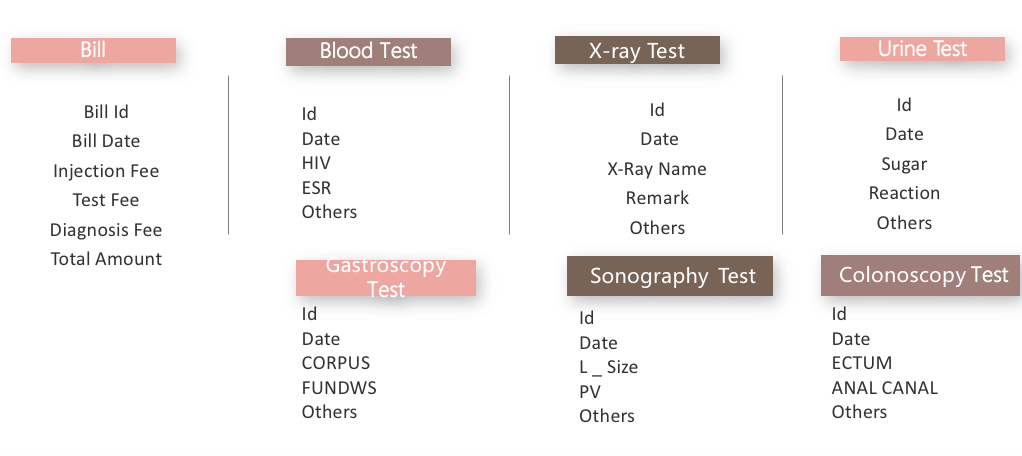 Bill
Bill Id
Bill Date
Injection Fee
Test Fee
Diagnosis Fee
Total Amount
Blood Test
Id
Date
HIV
ESR
Others
X-ray Test
Id
Date
X-Ray Name
Remark
Others
Urine Test
Id
Date
Sugar
Reaction
Others
Gastroscopy
Test
Id
Date
CORPUS
FUNDWS
Others
Sonography Test
Id
Date
L _ Size
PV
Others
Colonoscopy Test
Id
Date
ECTUM
ANAL CANAL
Others